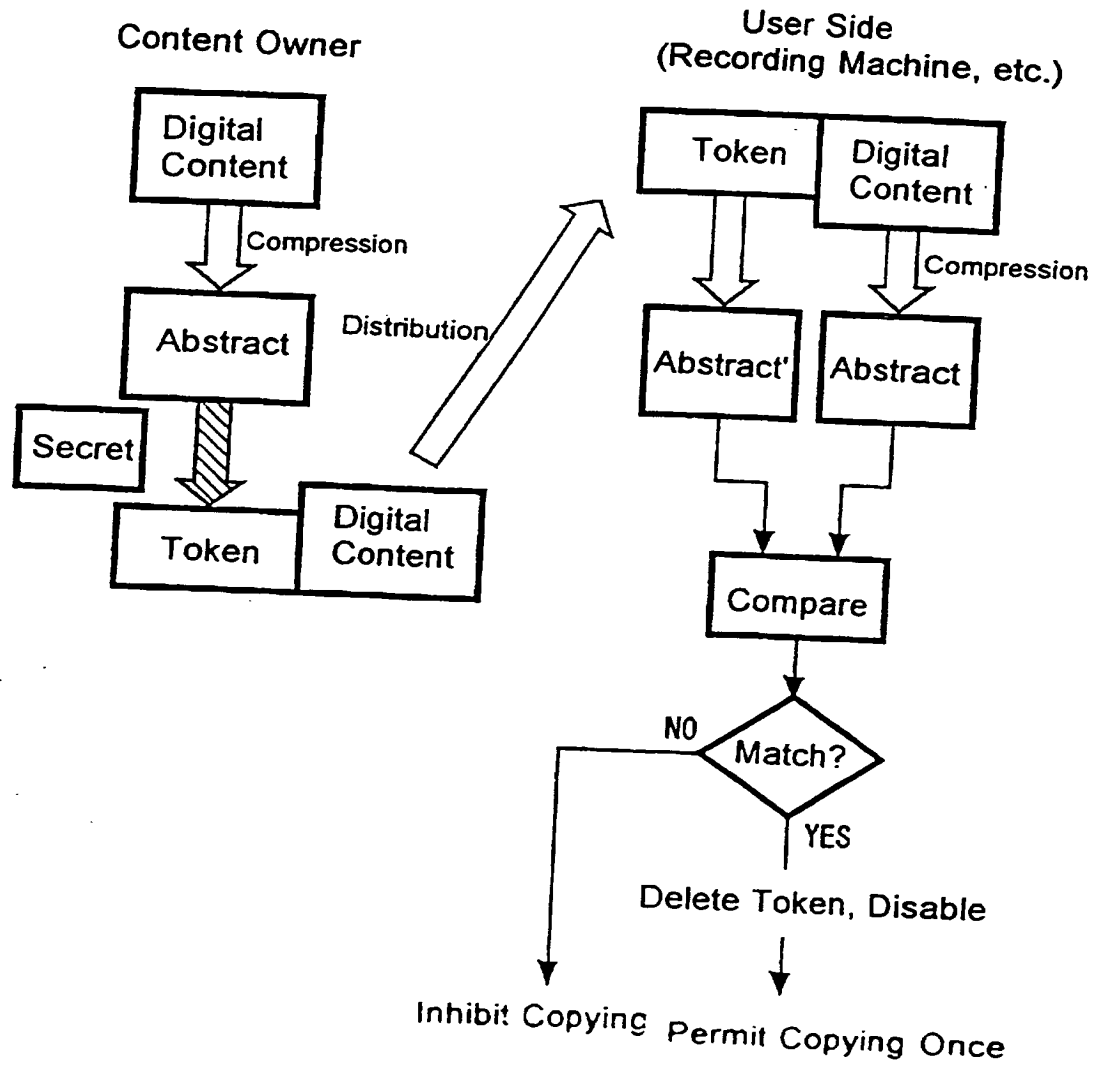 Content Owner
Digital
Content
Compression
Abstract
Secret
Token
Digital
Content
Distribution
User Side
(Recording Machine, etc.)
Token
Digital
Content
Compression
Abstract'
Abstract
Compare
Match?
NO
YES
Delete Token, Disable
Inhibit Copying
Permit Copying Once